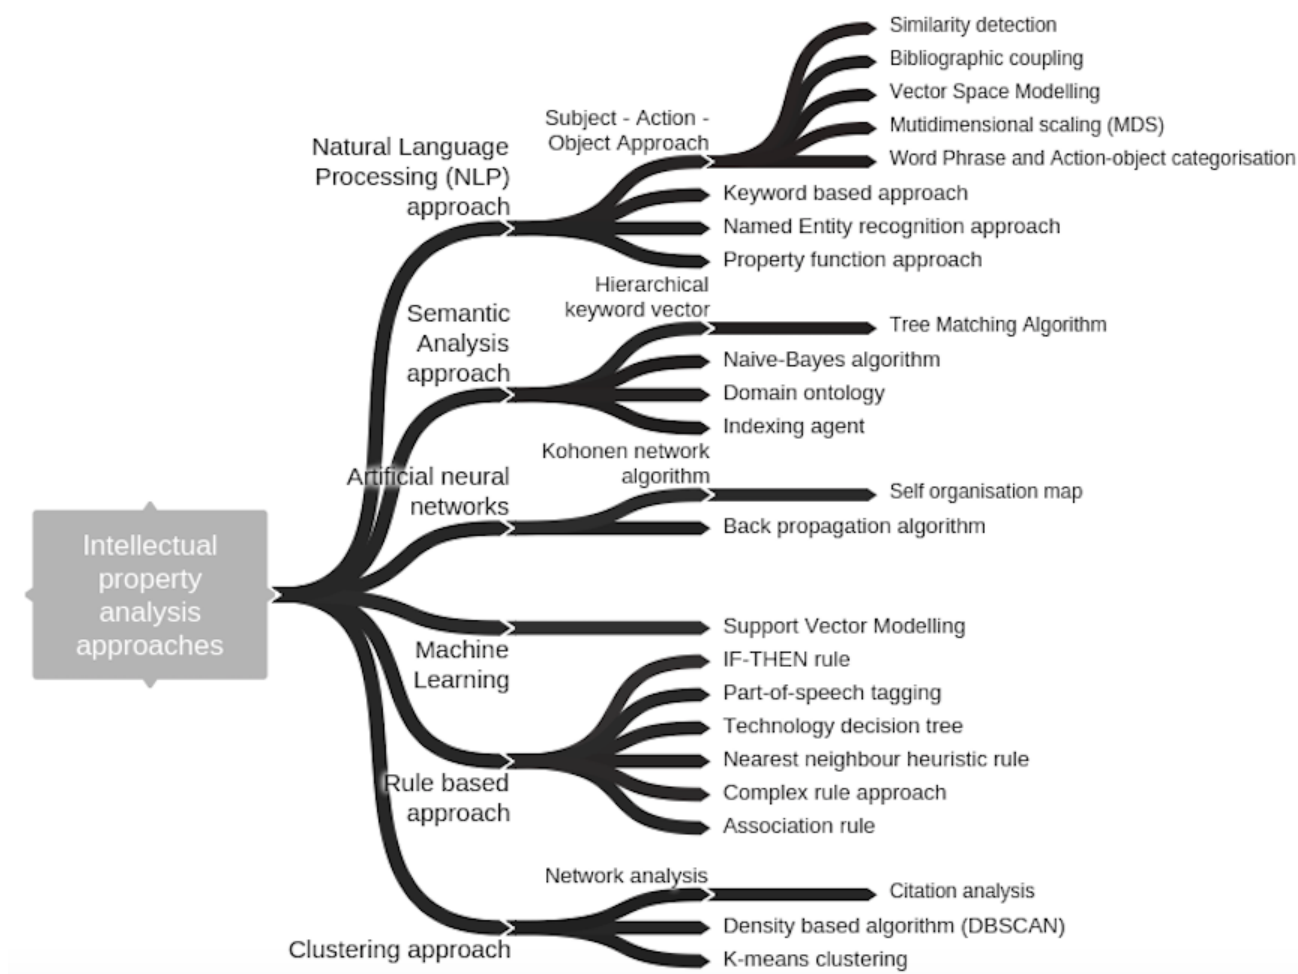 Similarity detection
Bibliographic coupling
Vector Space Modelling
Mutidimensional scaling (MDS)
Word Phrase and Action-object categorisation
Subject - Action -
Object Approach
Natural Language
Processing (NLP)
approach
Keyword based approach
Named Entity recognition approach
Property function approach
Hierarchical
keyword vector
Tree Matching Algorithm
Semantic
Analysis
approach
Naive-Bayes algorithm
Domain ontology
Indexing agent
Kohonen network
algorithm
Self organisation map
Artificial neural
networks
Back propagation algorithm
Intellectual
property
analysis
approaches
Support Vector Modelling
Machine
Learning
IF-THEN rule
Part-of-speech tagging
Technology decision tree
Nearest neighbour heuristic rule
Complex rule approach
Association rule
Rule based
approach
Network analysis
Citation analysis
Density based algorithm (DBSCAN)
K-means clustering
Clustering approach